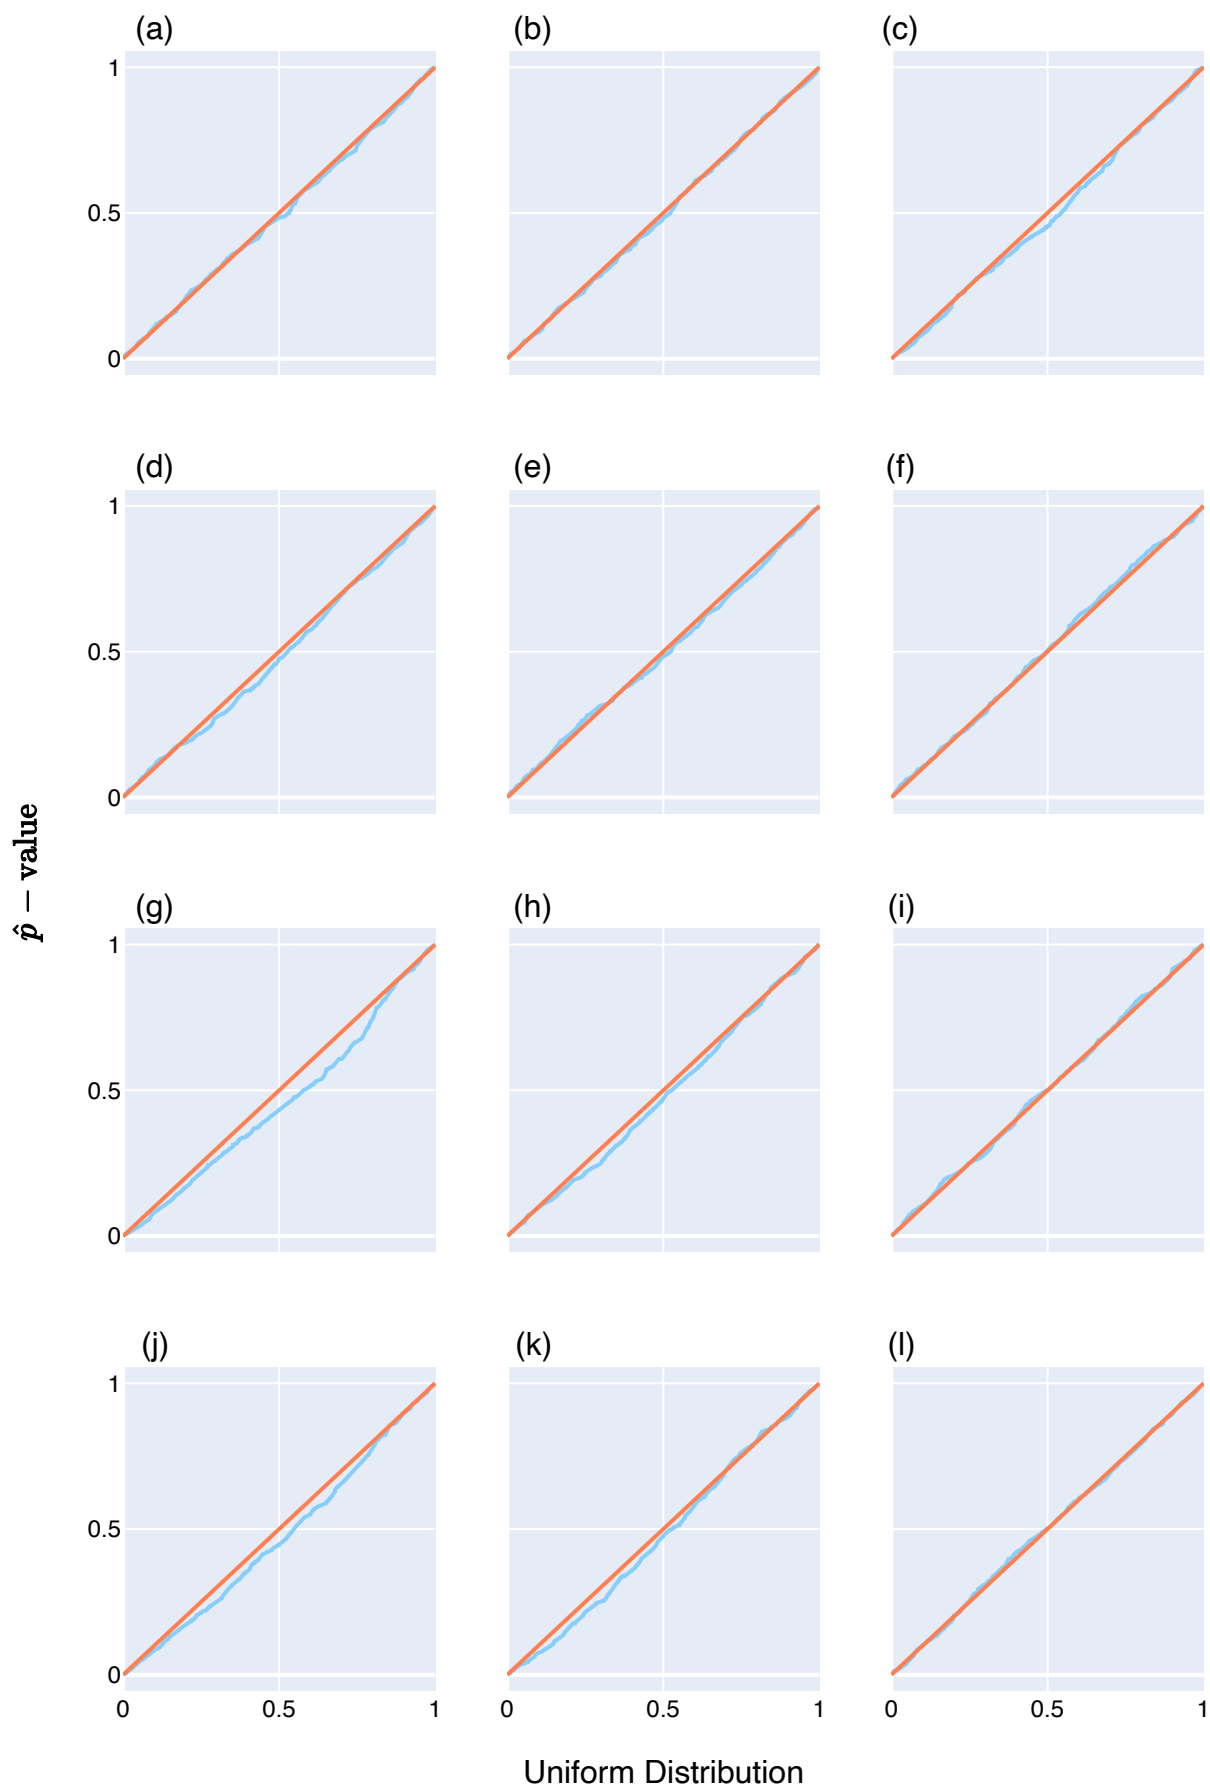 (a) (b) (c)
1
0.5
0
(d) (e) (f)
1
0.5
0
p̂ − value
(g) (h) (i)
1
0.5
0
(j) (k) (l)
1
0.5
0
0 0.5 1 0 0.5 1 0 0.5 1
Uniform Distribution